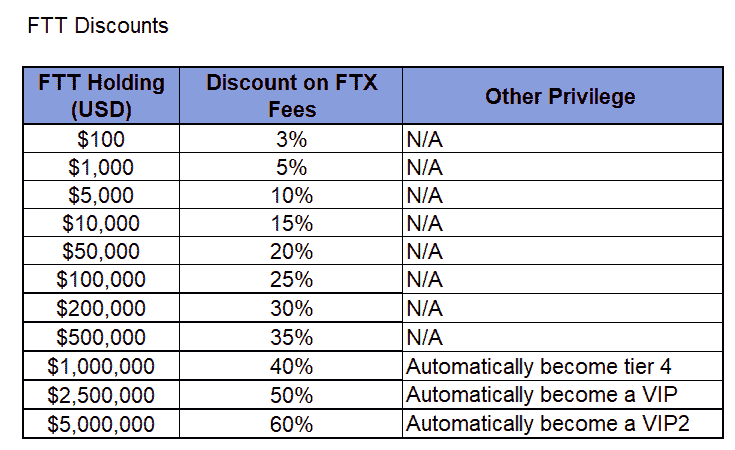 FTT Discounts
FTT Holding (USD) Discount on FTX Fees Other Privilege
$100 3% N/A
$1,000 5% N/A
$5,000 10% N/A
$10,000 15% N/A
$50,000 20% N/A
$100,000 25% N/A
$200,000 30% N/A
$500,000 35% N/A
$1,000,000 40% Automatically become tier 4
$2,500,000 50% Automatically become a VIP
$5,000,000 60% Automatically become a VIP2